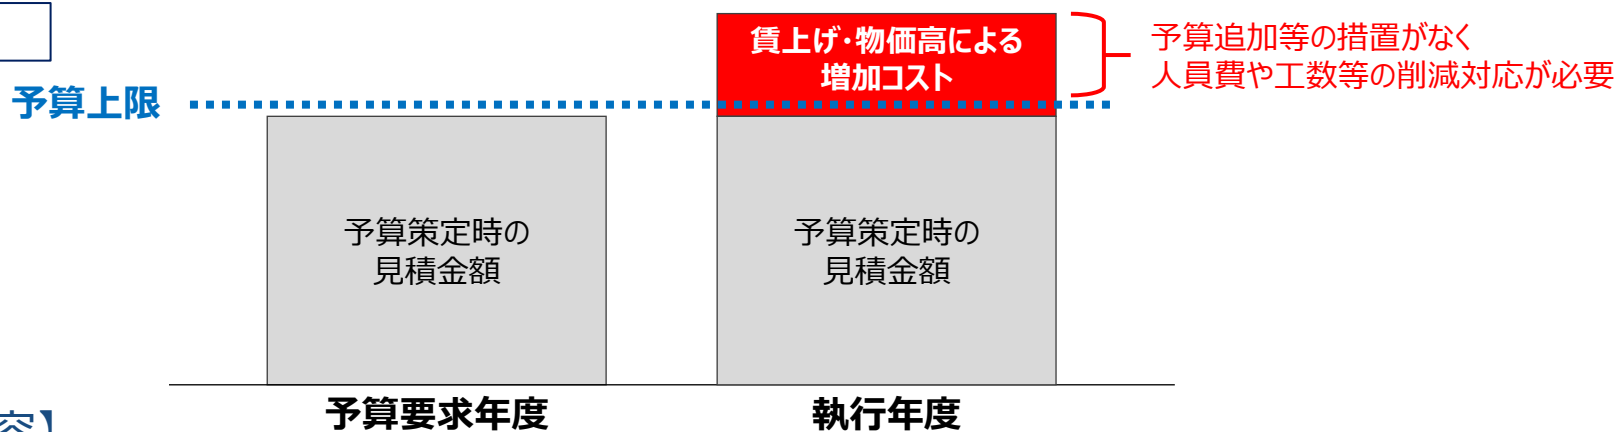 賃上げ・物価高による
増加コスト
予算追加等の措置がなく
人員費や工数等の削減対応が必要
予算上限
予算策定時の
見積金額
予算策定時の
見積金額
予算要求年度
執行年度
容】